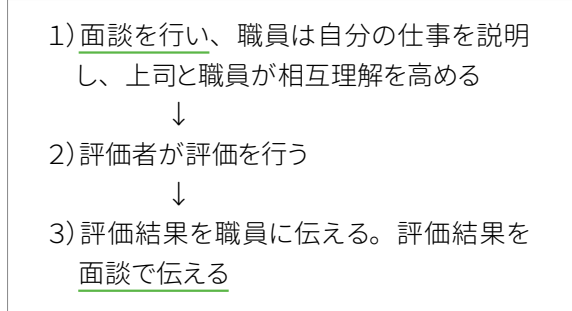 1)面談を行い、職員は自分の仕事を説明
し、上司と職員が相互理解を高める
↓
2)評価者が評価を行う
↓
3)評価結果を職員に伝える。評価結果を
面談で伝える